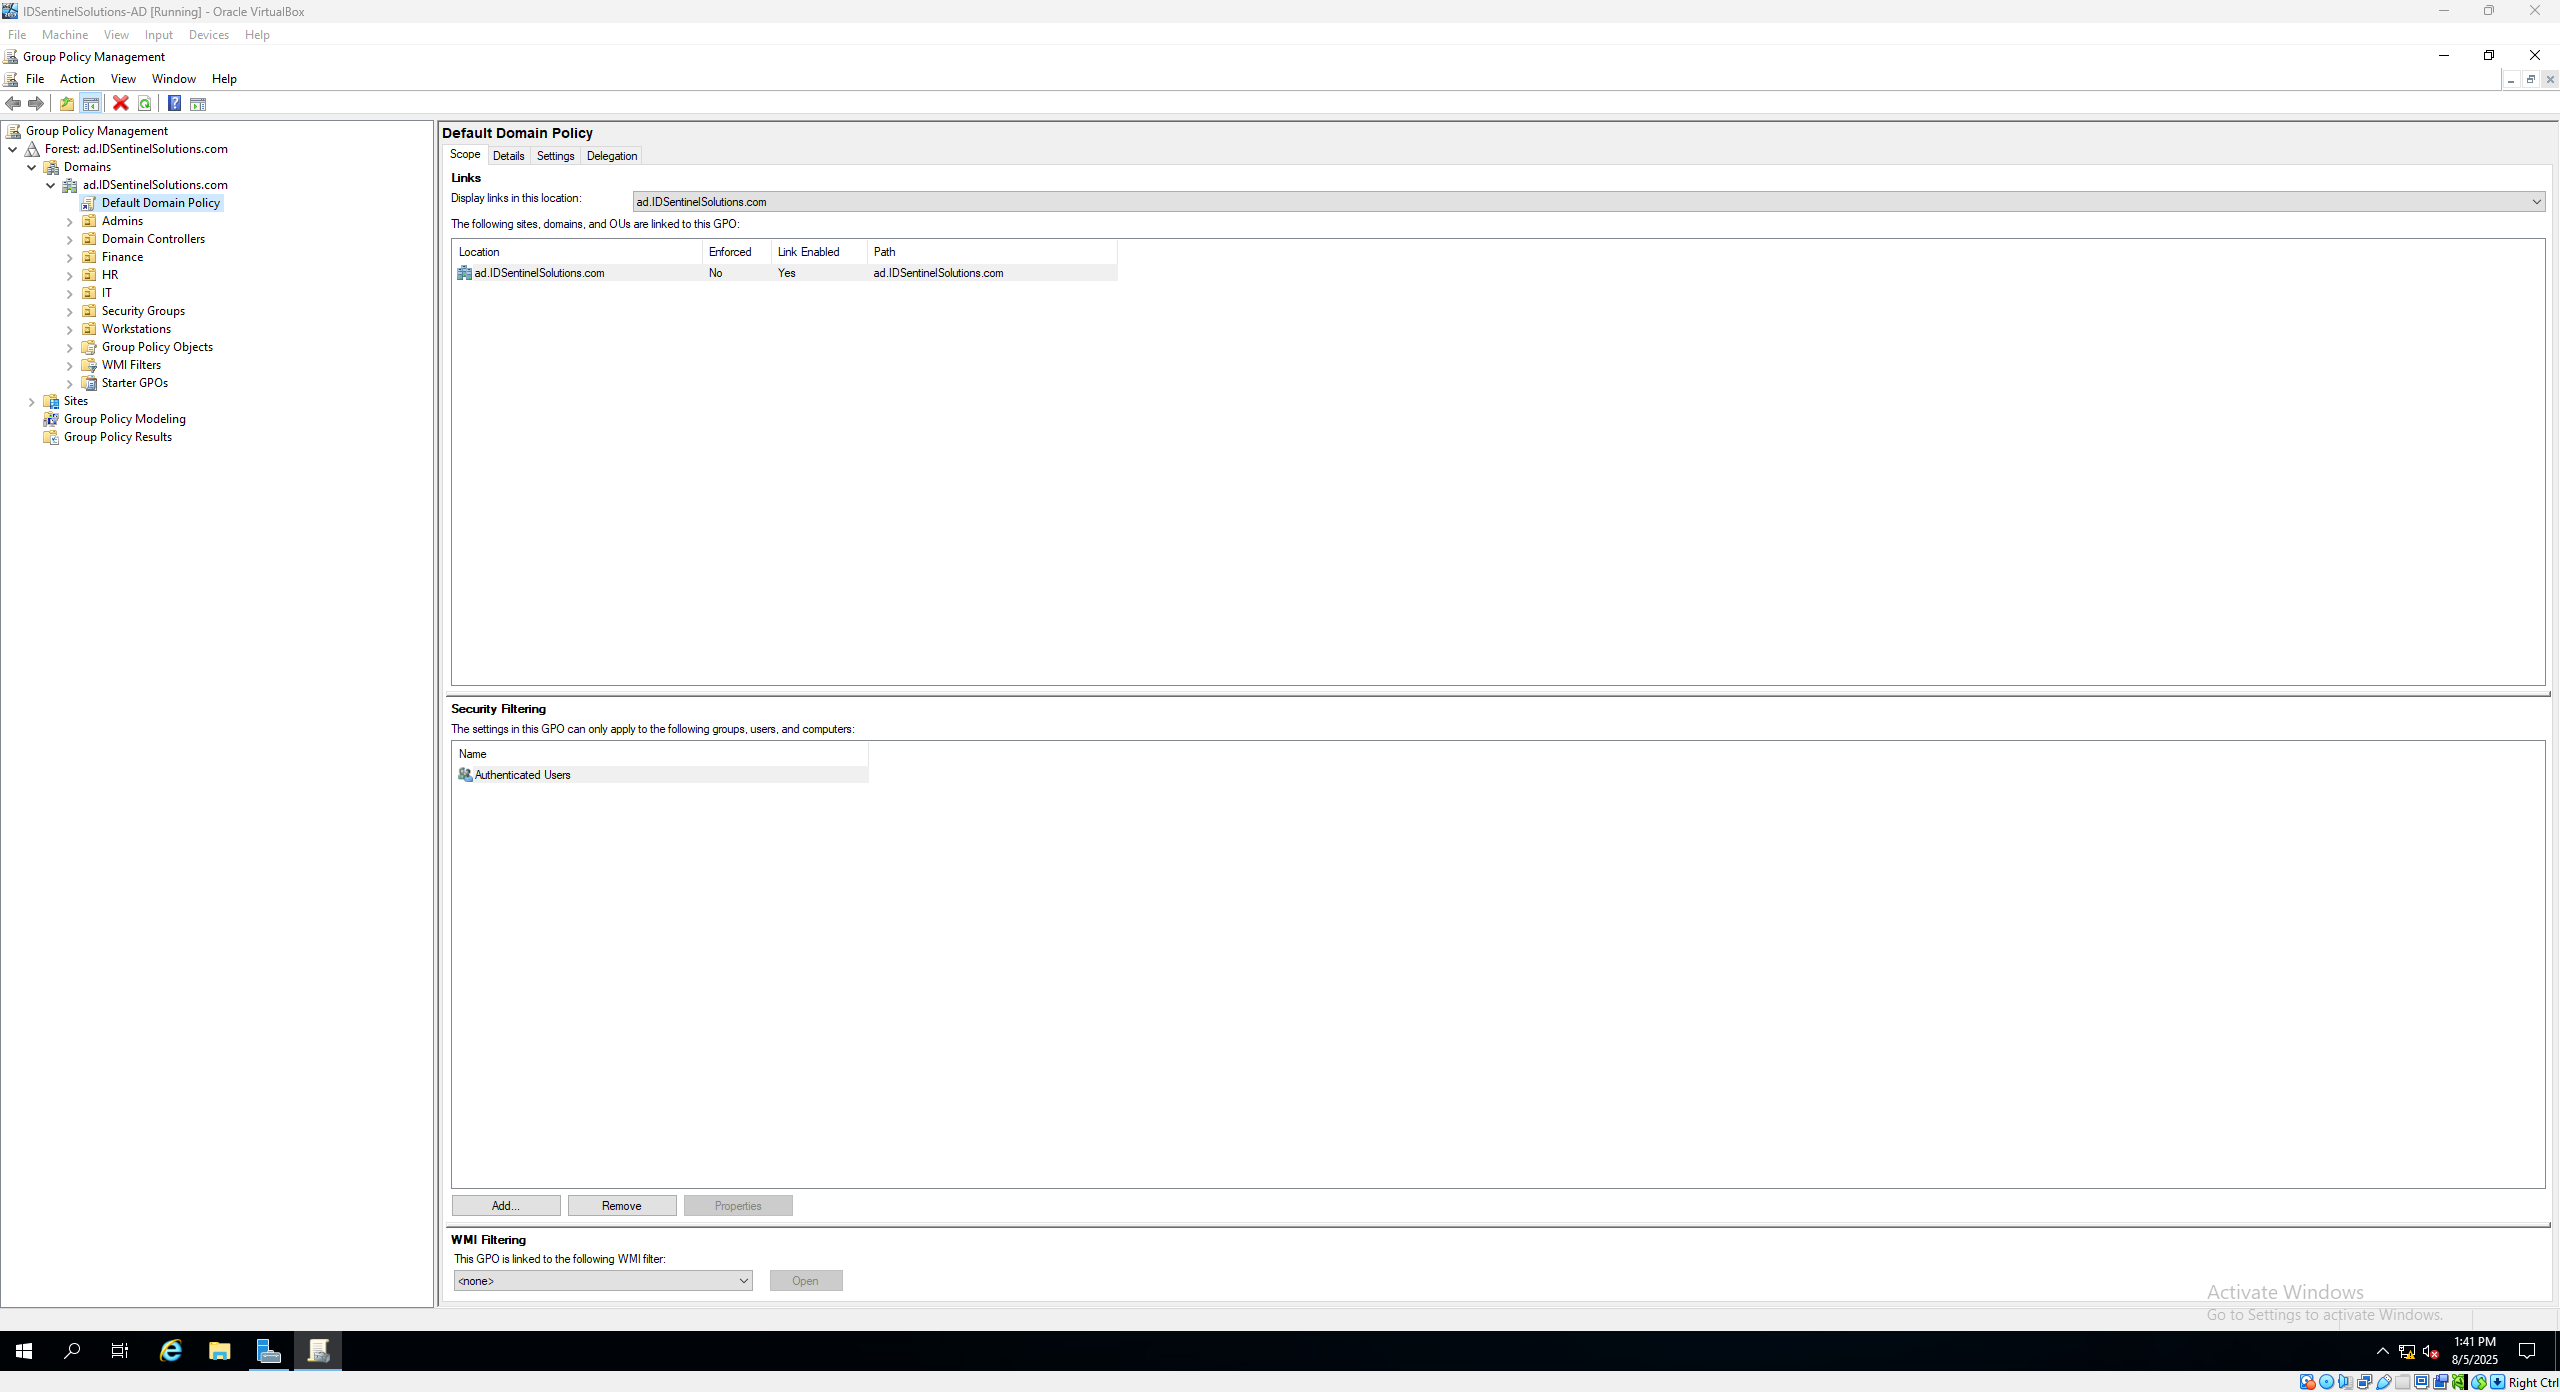 IDSentinelSolutions-AD [Running] - Oracle VirtualBox
File Machine View Input Devices Help
Group Policy Management
File Action View Window Help
Group Policy Management
Forest: ad.IDSentinelSolutions.com
Domains
ad.IDSentinelSolutions.com
Default Domain Policy
Admins
Domain Controllers
Finance
HR
IT
Security Groups
Workstations
Group Policy Objects
WMI Filters
Starter GPOs
Sites
Group Policy Modeling
Group Policy Results
Default Domain Policy
Scope Details Settings Delegation
Links
Display links in this location: ad.IDSentinelSolutions.com
The following sites, domains, and OUs are linked to this GPO:
Location Enforced Link Enabled Path
ad.IDSentinelSolutions.com No Yes ad.IDSentinelSolutions.com
Security Filtering
The settings in this GPO can only apply to the following groups, users, and computers:
Name
Authenticated Users
Add... Remove Properties
WMI Filtering
This GPO is linked to the following WMI filter:
<none> Open
Activate Windows
Go to Settings to activate Windows.
1:41 PM
8/5/2025
Right Ctrl